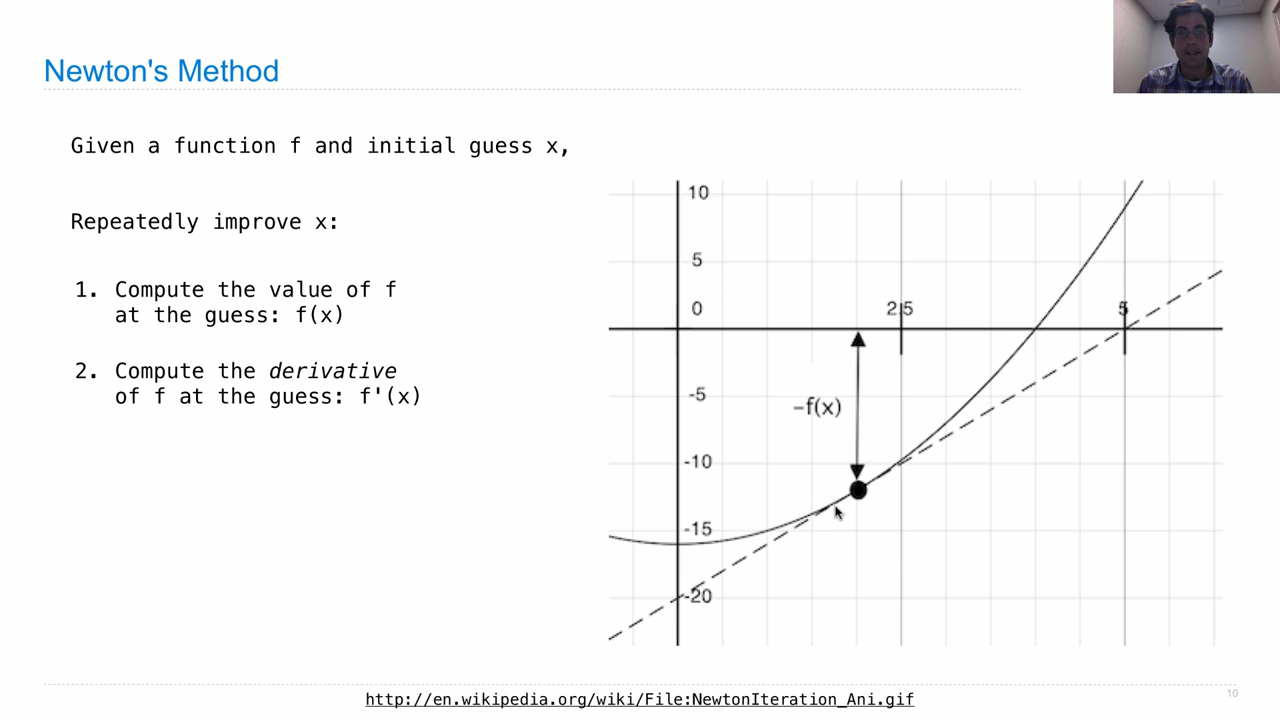 Newton's Method
Given a function f and initial guess x,
Repeatedly improve x:
1. Compute the value of f
at the guess: f(x)
2. Compute the derivative
of f at the guess: f'(x)
10
5
0
2.5
5
-5
−f(x)
-10
-15
-20
http://en.wikipedia.org/wiki/File:NewtonIteration_Ani.gif
10